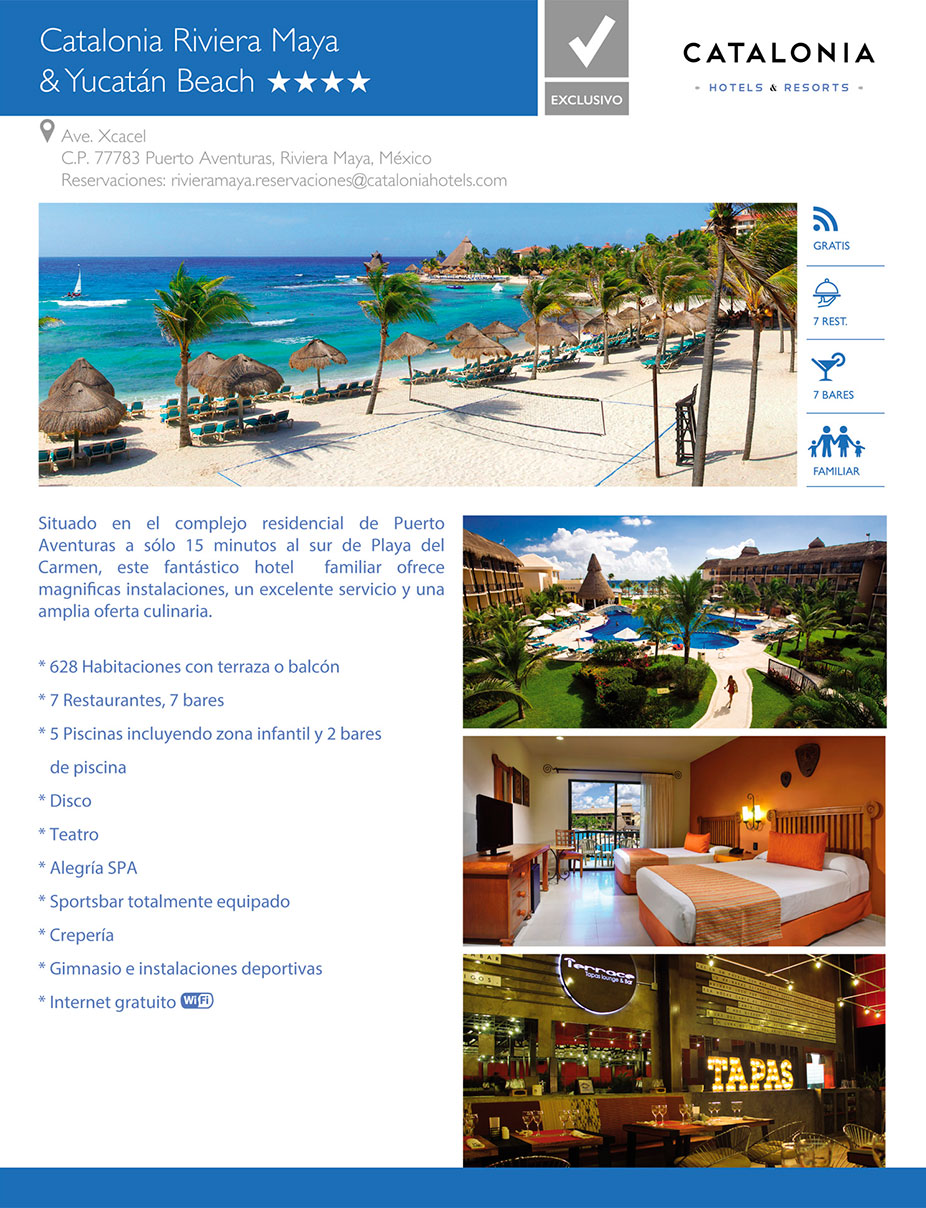 Catalonia Riviera Maya
& Yucatán Beach ★★★★
EXCLUSIVO
CATALONIA
- HOTELS & RESORTS -
Ave. Xcacel
C.P. 77783 Puerto Aventuras, Riviera Maya, México
Reservaciones: rivieramaya.reservaciones@cataloniahotels.com
GRATIS
7 REST.
7 BARES
FAMILIAR
Situado en el complejo residencial de Puerto
Aventuras a sólo 15 minutos al sur de Playa del
Carmen, este fantástico hotel familiar ofrece
magnificas instalaciones, un excelente servicio y una
amplia oferta culinaria.
* 628 Habitaciones con terraza o balcón
* 7 Restaurantes, 7 bares
* 5 Piscinas incluyendo zona infantil y 2 bares
de piscina
* Disco
* Teatro
* Alegría SPA
* Sportsbar totalmente equipado
* Crepería
* Gimnasio e instalaciones deportivas
* Internet gratuito WiFi
Terrace
Tapas lounge & Bar
TAPAS